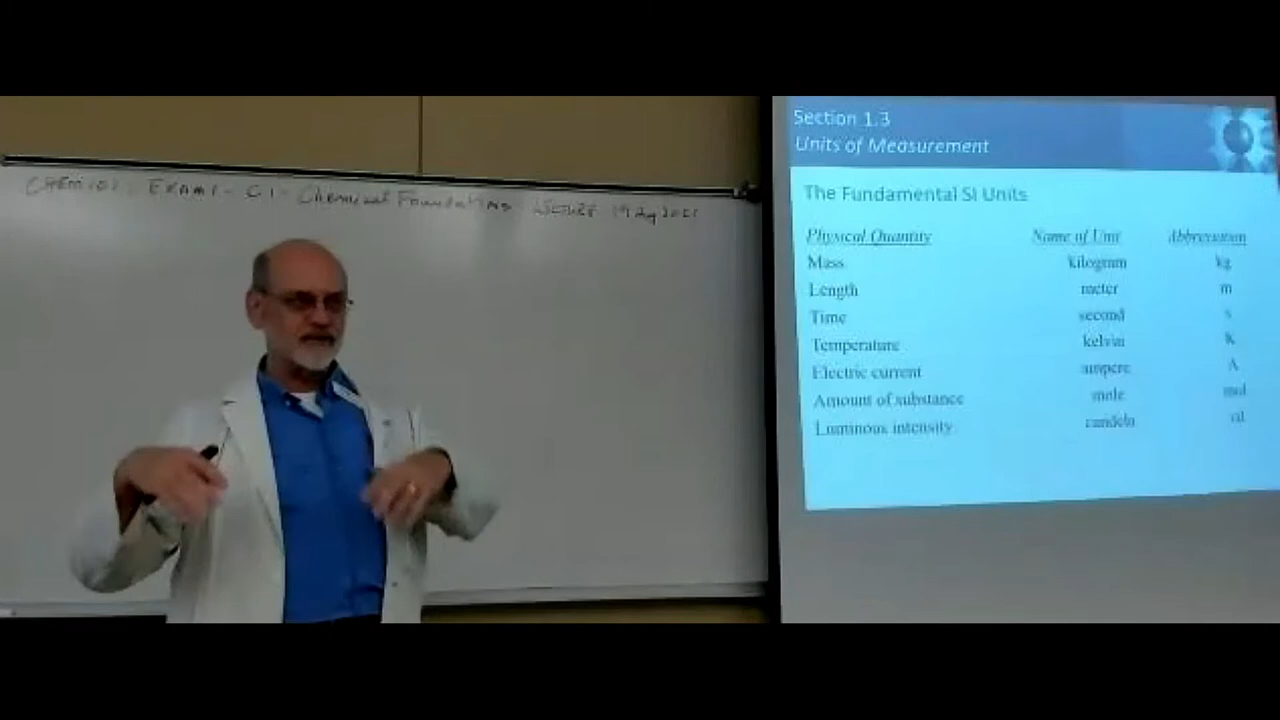 CHEM 101: EXAM 1 - C1 - Chemical Foundations Lecture 19
Section 1.3
Units of Measurement
The Fundamental SI Units
Physical Quantity Name of Unit Abbreviation
Mass kilogram kg
Length meter m
Time second s
Temperature kelvin K
Electric current ampere A
Amount of substance mole mol
Luminous intensity candela cd